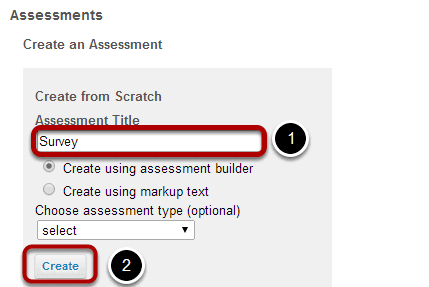 Assessments
Create an Assessment
Create from Scratch
Assessment Title
Survey
1
Create using assessment builder
Create using markup text
Choose assessment type (optional)
select
Create
2